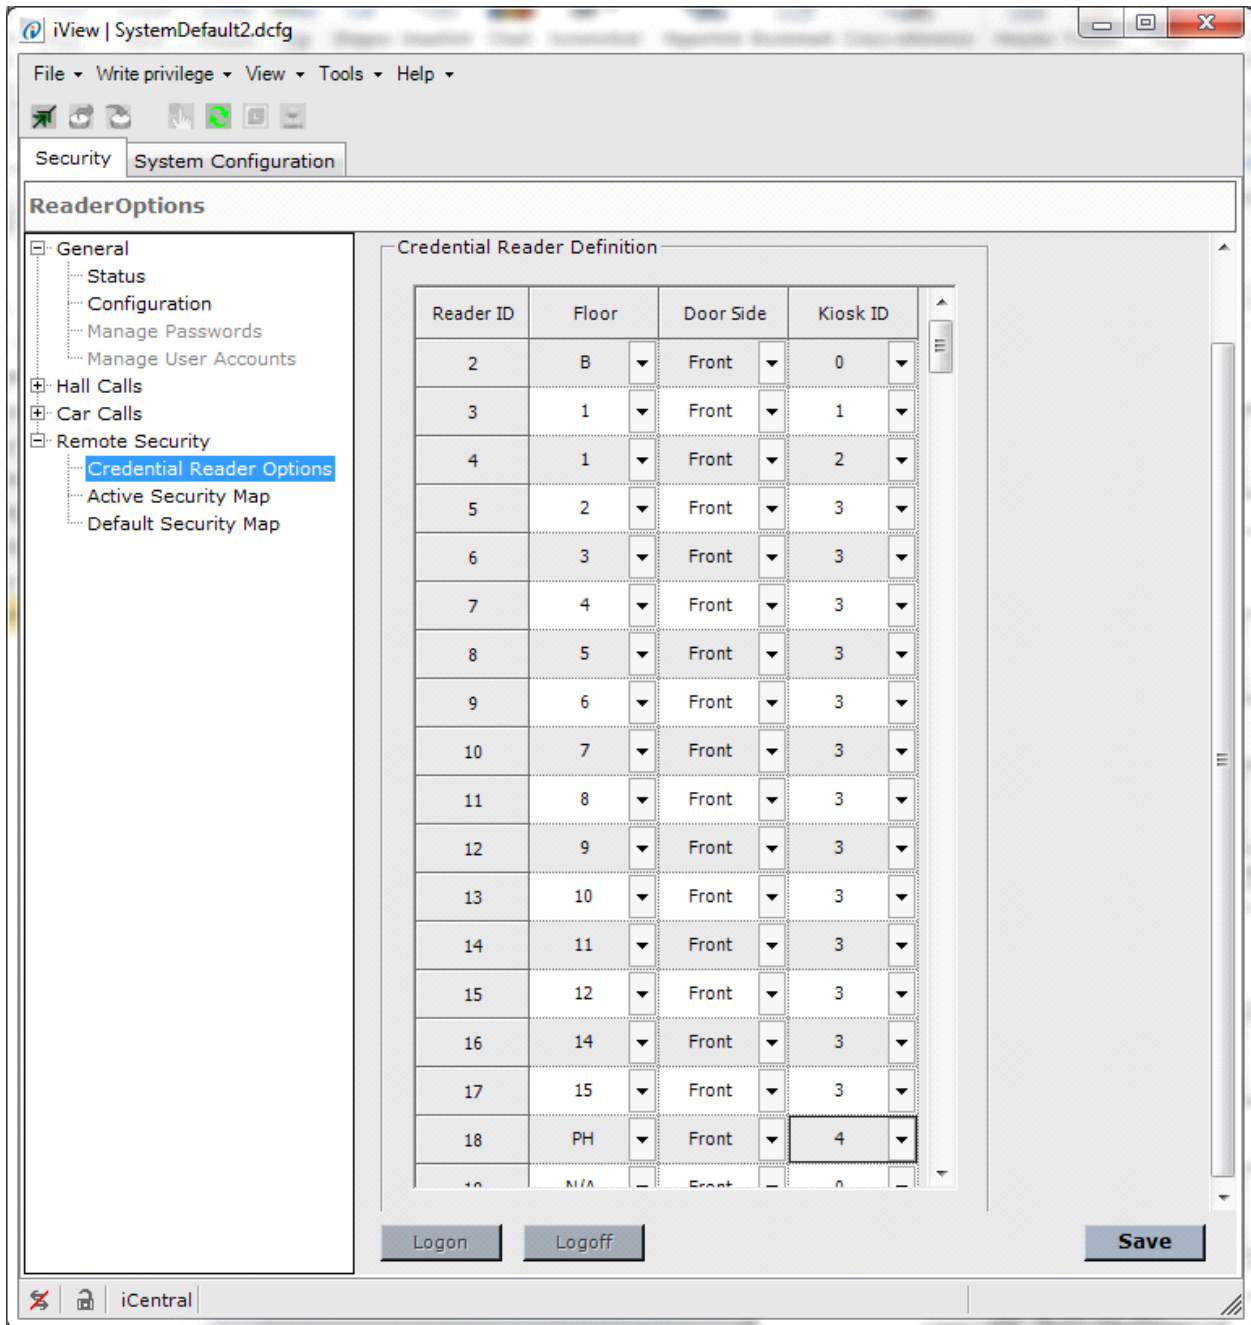 iView | SystemDefault2.dcfg
File Write privilege View Tools Help
Security System Configuration
ReaderOptions
General
Status
Configuration
Manage Passwords
Manage User Accounts
Hall Calls
Car Calls
Remote Security
Credential Reader Options
Active Security Map
Default Security Map
Credential Reader Definition
Reader ID Floor Door Side Kiosk ID
2 B Front 0
3 1 Front 1
4 1 Front 2
5 2 Front 3
6 3 Front 3
7 4 Front 3
8 5 Front 3
9 6 Front 3
10 7 Front 3
11 8 Front 3
12 9 Front 3
13 10 Front 3
14 11 Front 3
15 12 Front 3
16 14 Front 3
17 15 Front 3
18 PH Front 4
19 N/A Front 0
Logon Logoff Save
iCentral